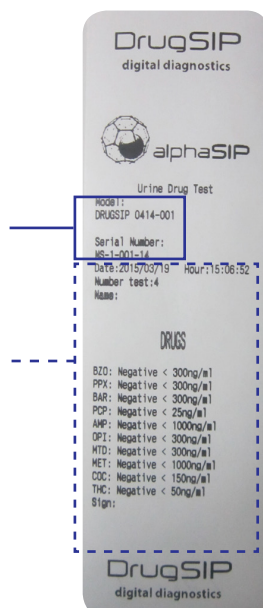 DrugSIP
digital diagnostics
alphaSIP
Urine Drug Test
Model:
DRUGSIP 0414-001
Serial Number:
MS-1-001-14
Date:2015/03/19 Hour:15:06:52
Number test:4
Name:
DRUGS
BZO: Negative < 300ng/ml
PPX: Negative < 300ng/ml
BAR: Negative < 300ng/ml
PCP: Negative < 25ng/ml
AMP: Negative < 1000ng/ml
OPI: Negative < 300ng/ml
MTD: Negative < 300ng/ml
MET: Negative < 1000ng/ml
COC: Negative < 150ng/ml
THC: Negative < 50ng/ml
Sign:
DrugSIP
digital diagnostics